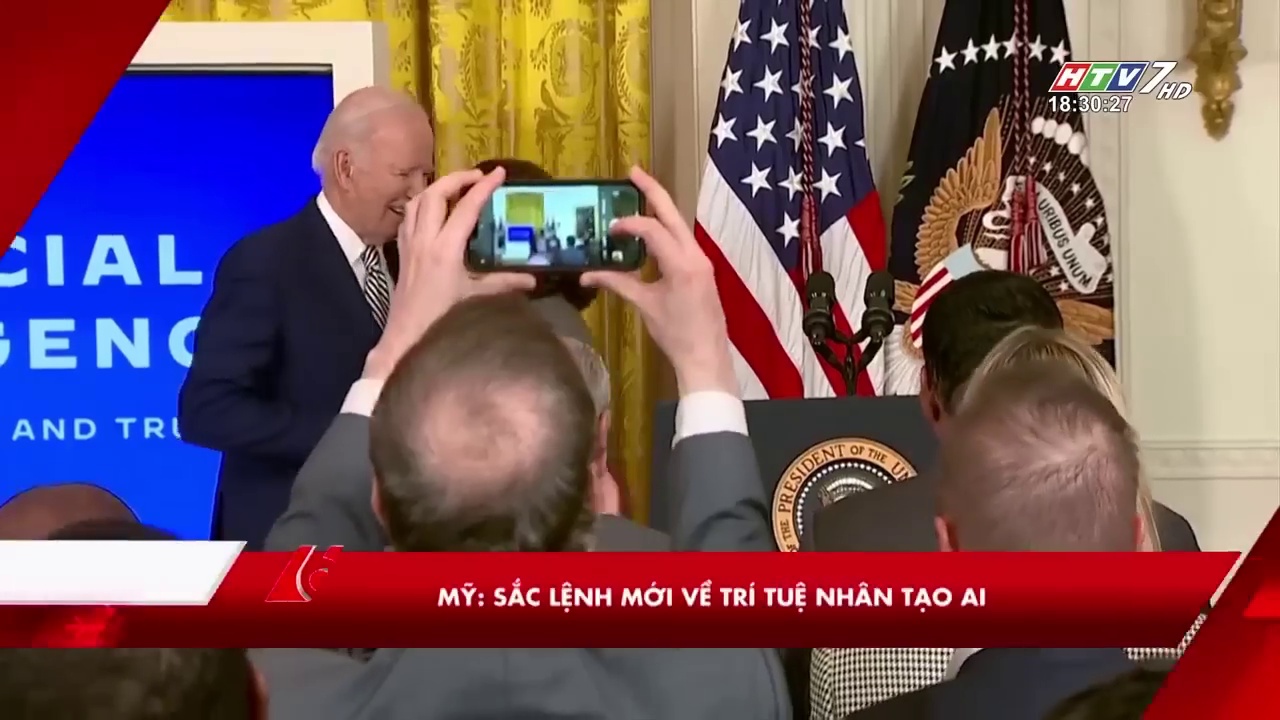 HTV7 HD
18:30:27
CIAL
GENC
AND TRU
URIBUS UNUM
PRESIDENT OF THE UN
MỸ: SẮC LỆNH MỚI VỀ TRÍ TUỆ NHÂN TẠO AI